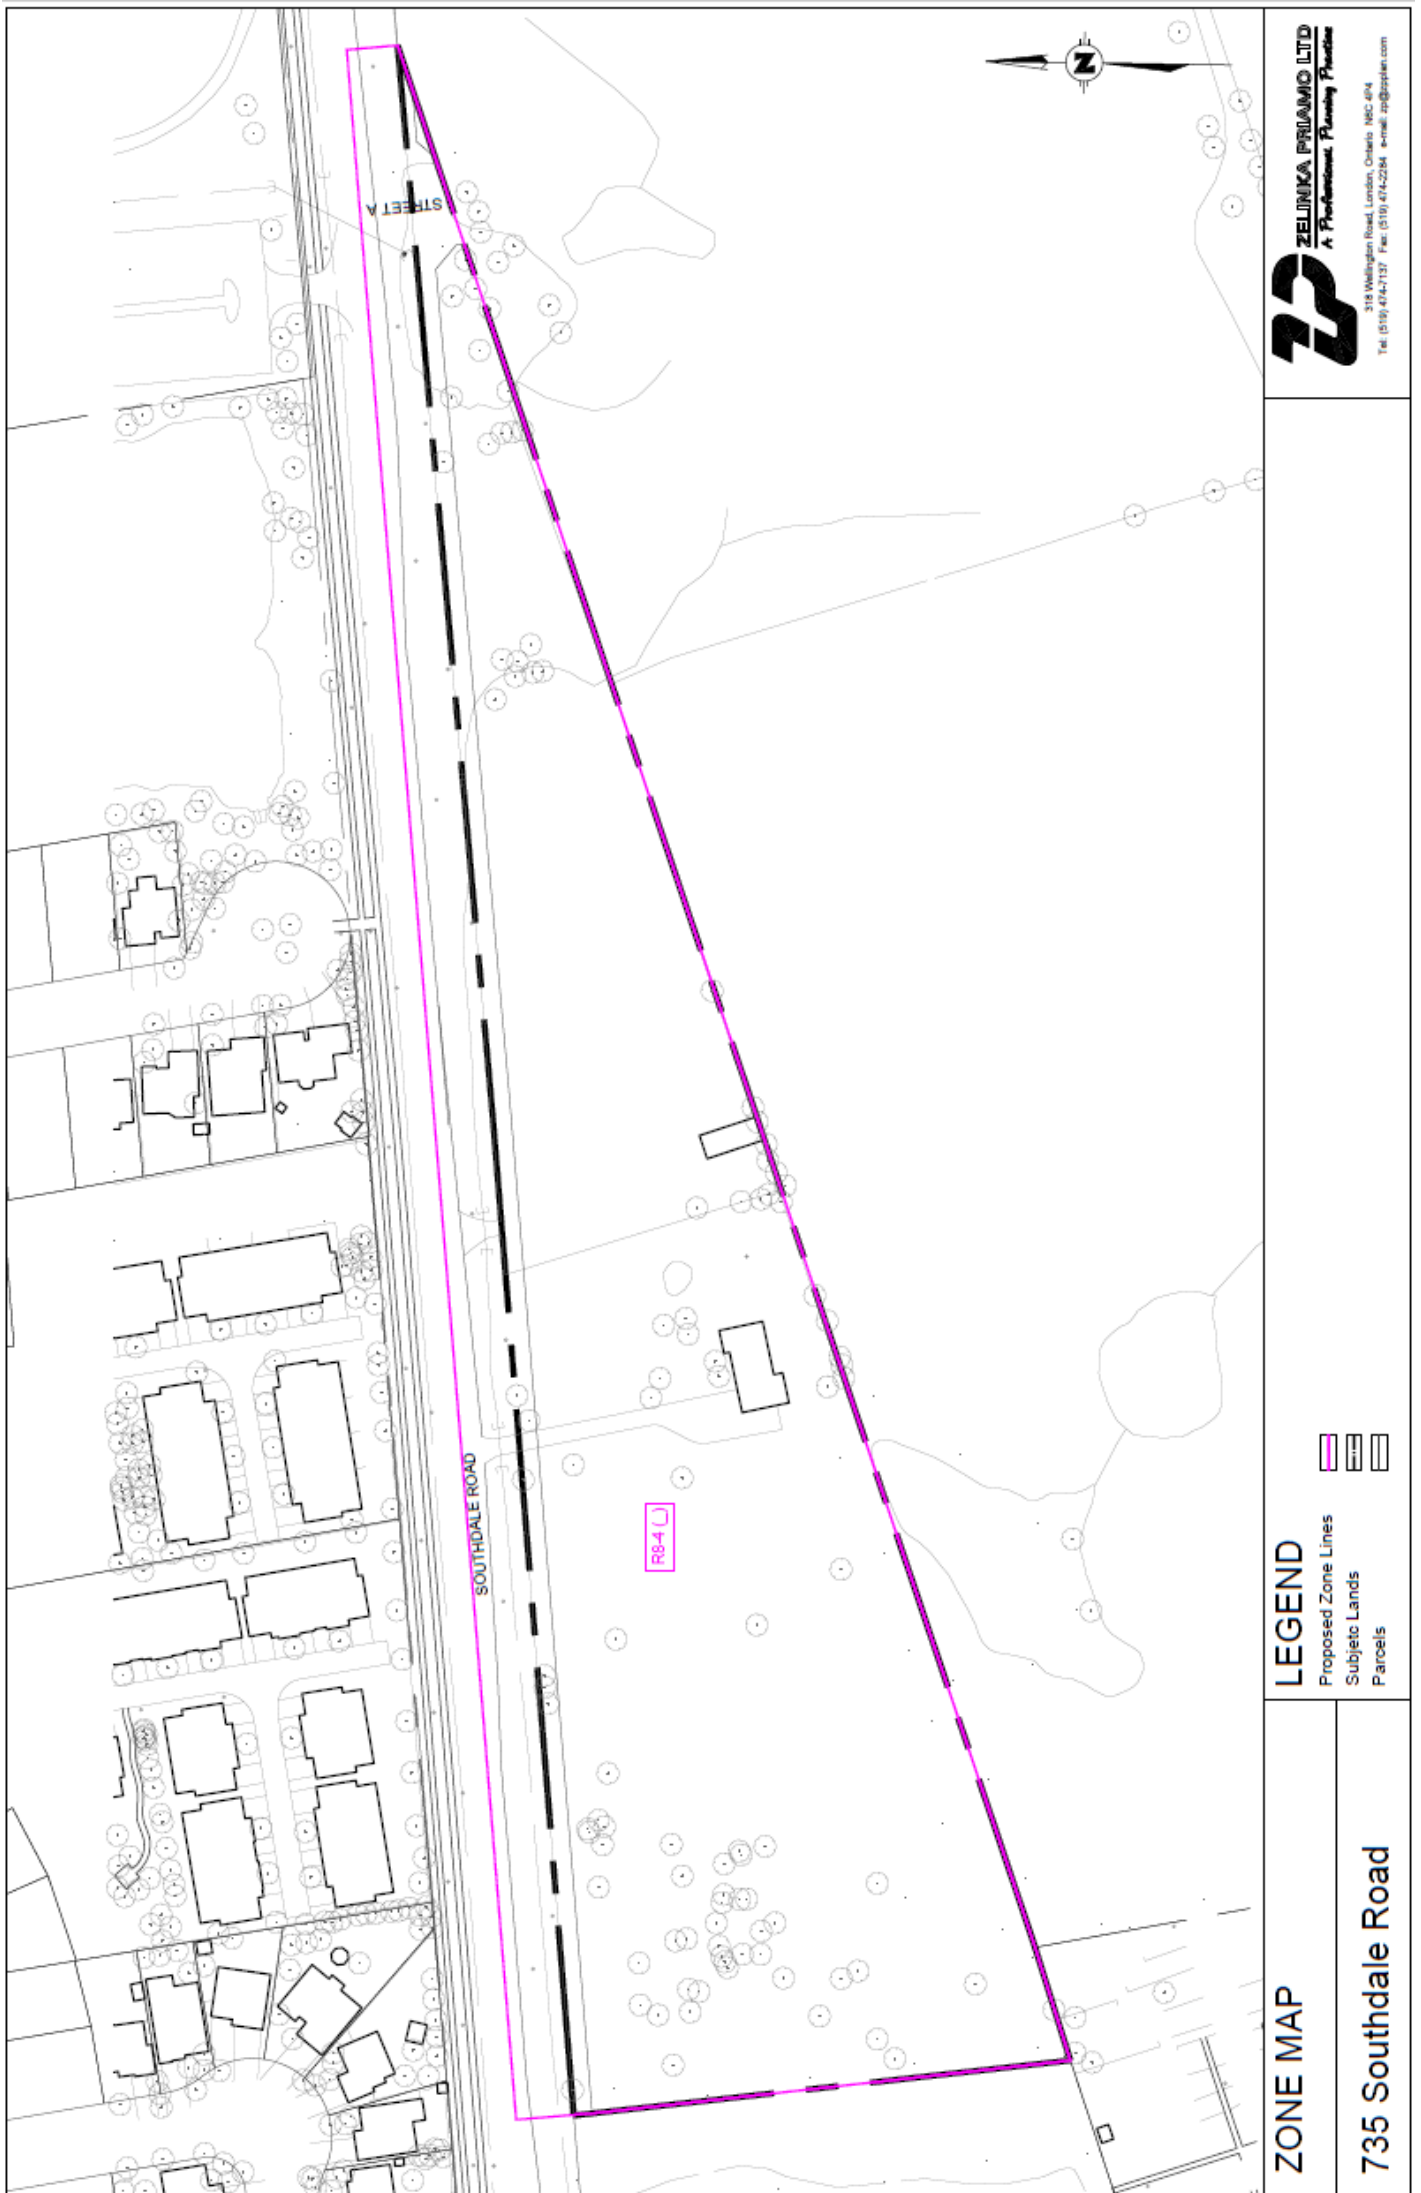 STREET A
SOUTHDALE ROAD
R8-4 (_)
N
ZONE MAP
735 Southdale Road
LEGEND
Proposed Zone Lines
Subjetc Lands
Parcels
ZP
ZELINKA PRIAMO LTD
A Professional Planning Practice
318 Wellington Road, London, Ontario N6C 4P4
Tel: (519) 474-7137 Fax: (519) 474-2284 e-mail: zp@zpplan.com